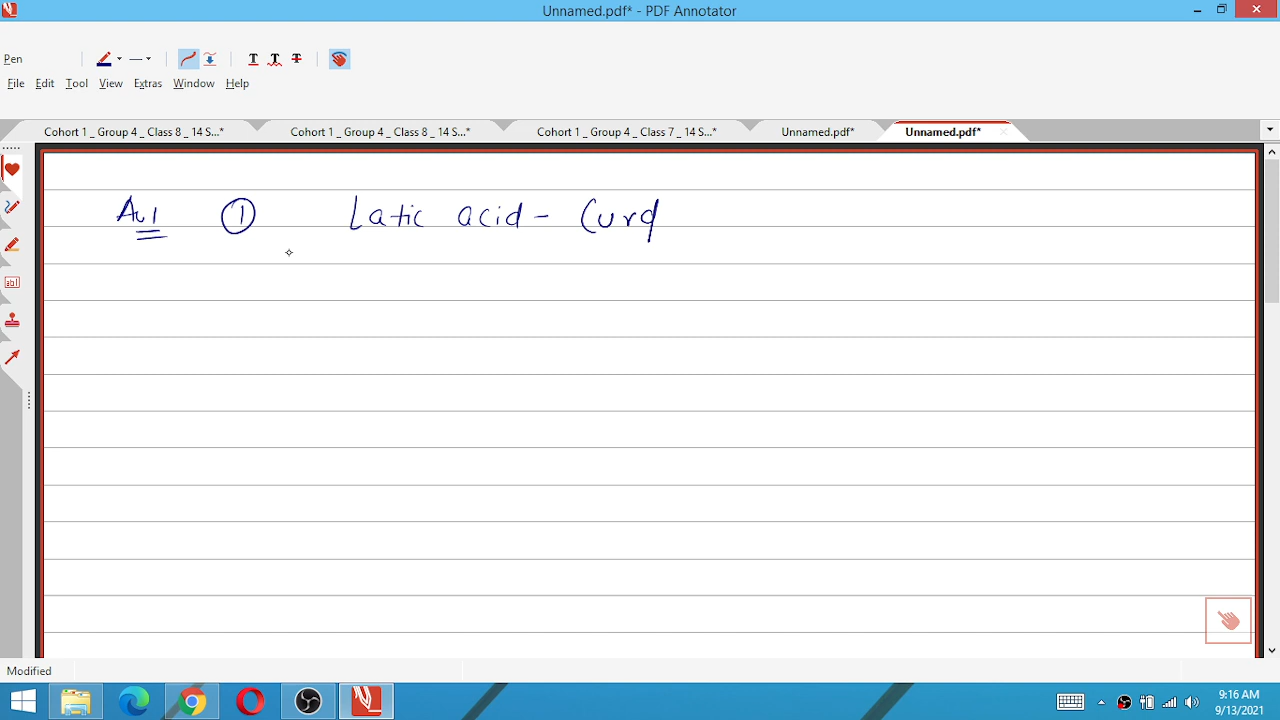 Unnamed.pdf* - PDF Annotator
Pen
T T T
File Edit Tool View Extras Window Help
Cohort 1 _ Group 4 _ Class 8 _ 14 S...* Cohort 1 _ Group 4 _ Class 8 _ 14 S...* Cohort 1 _ Group 4 _ Class 7 _ 14 S...* Unnamed.pdf* Unnamed.pdf*
① Latic acid - Curd
Modified
9:16 AM
9/13/2021